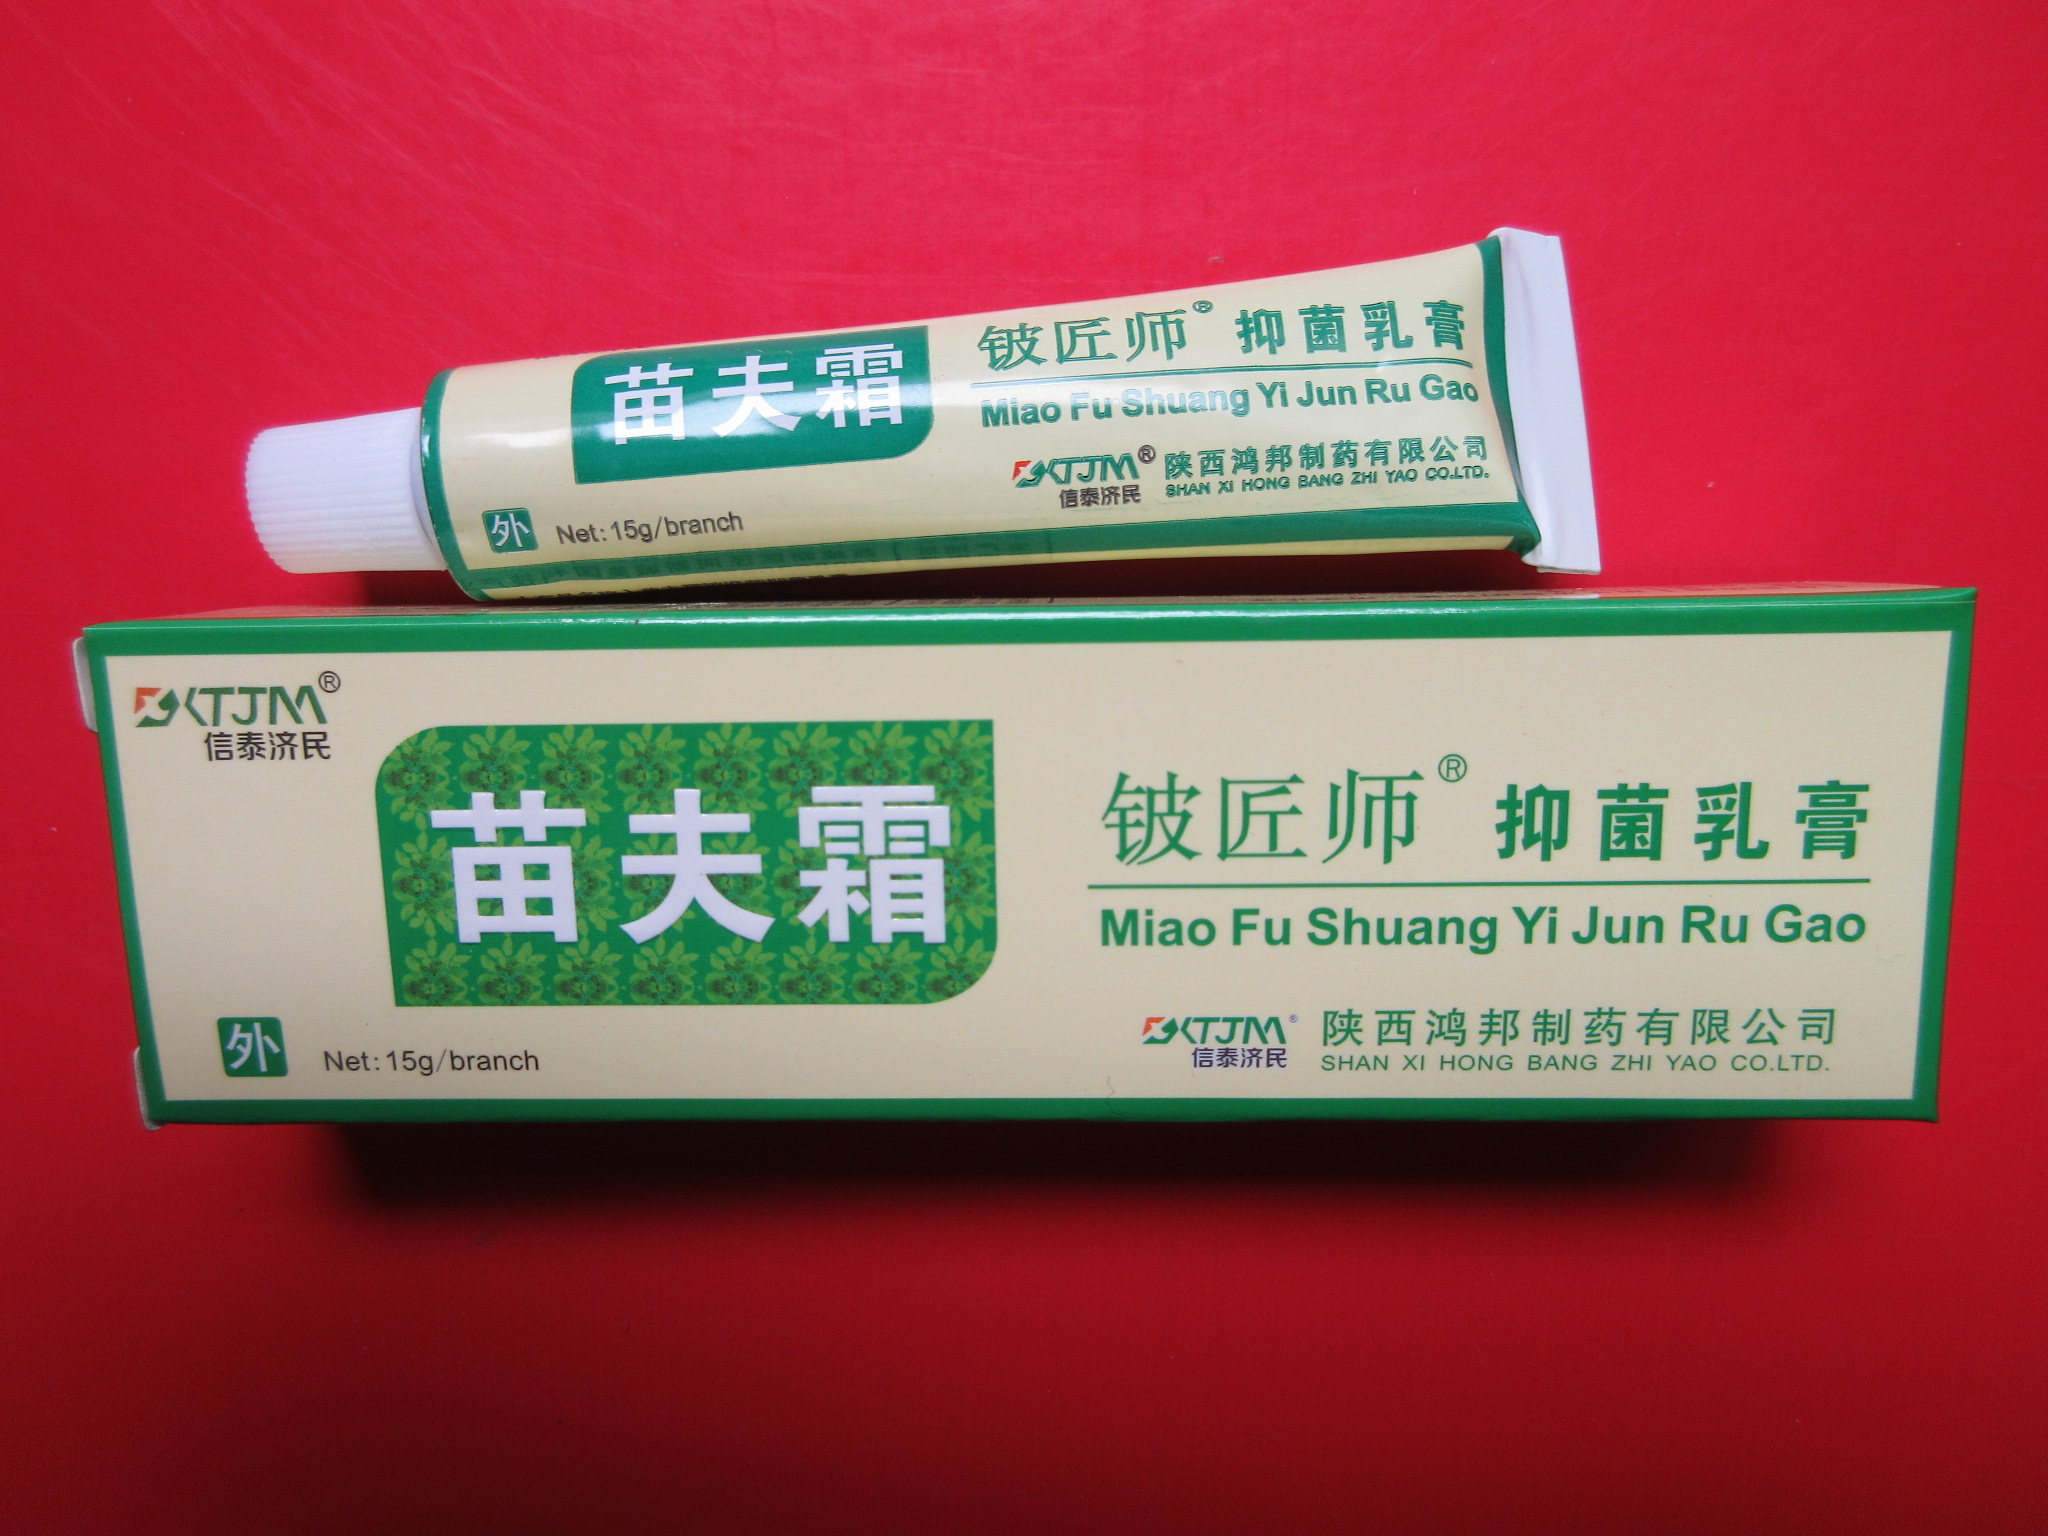 苗夫霜
铍匠师® 抑菌乳膏
Miao Fu Shuang Yi Jun Ru Gao
XTJM®
信泰济民
陕西鸿邦制药有限公司
SHAN XI HONG BANG ZHI YAO CO.LTD.
外
Net:15g/branch
XTJM®
信泰济民
苗夫霜
铍匠师® 抑菌乳膏
Miao Fu Shuang Yi Jun Ru Gao
外
Net:15g/branch
XTJM®
信泰济民
陕西鸿邦制药有限公司
SHAN XI HONG BANG ZHI YAO CO.LTD.